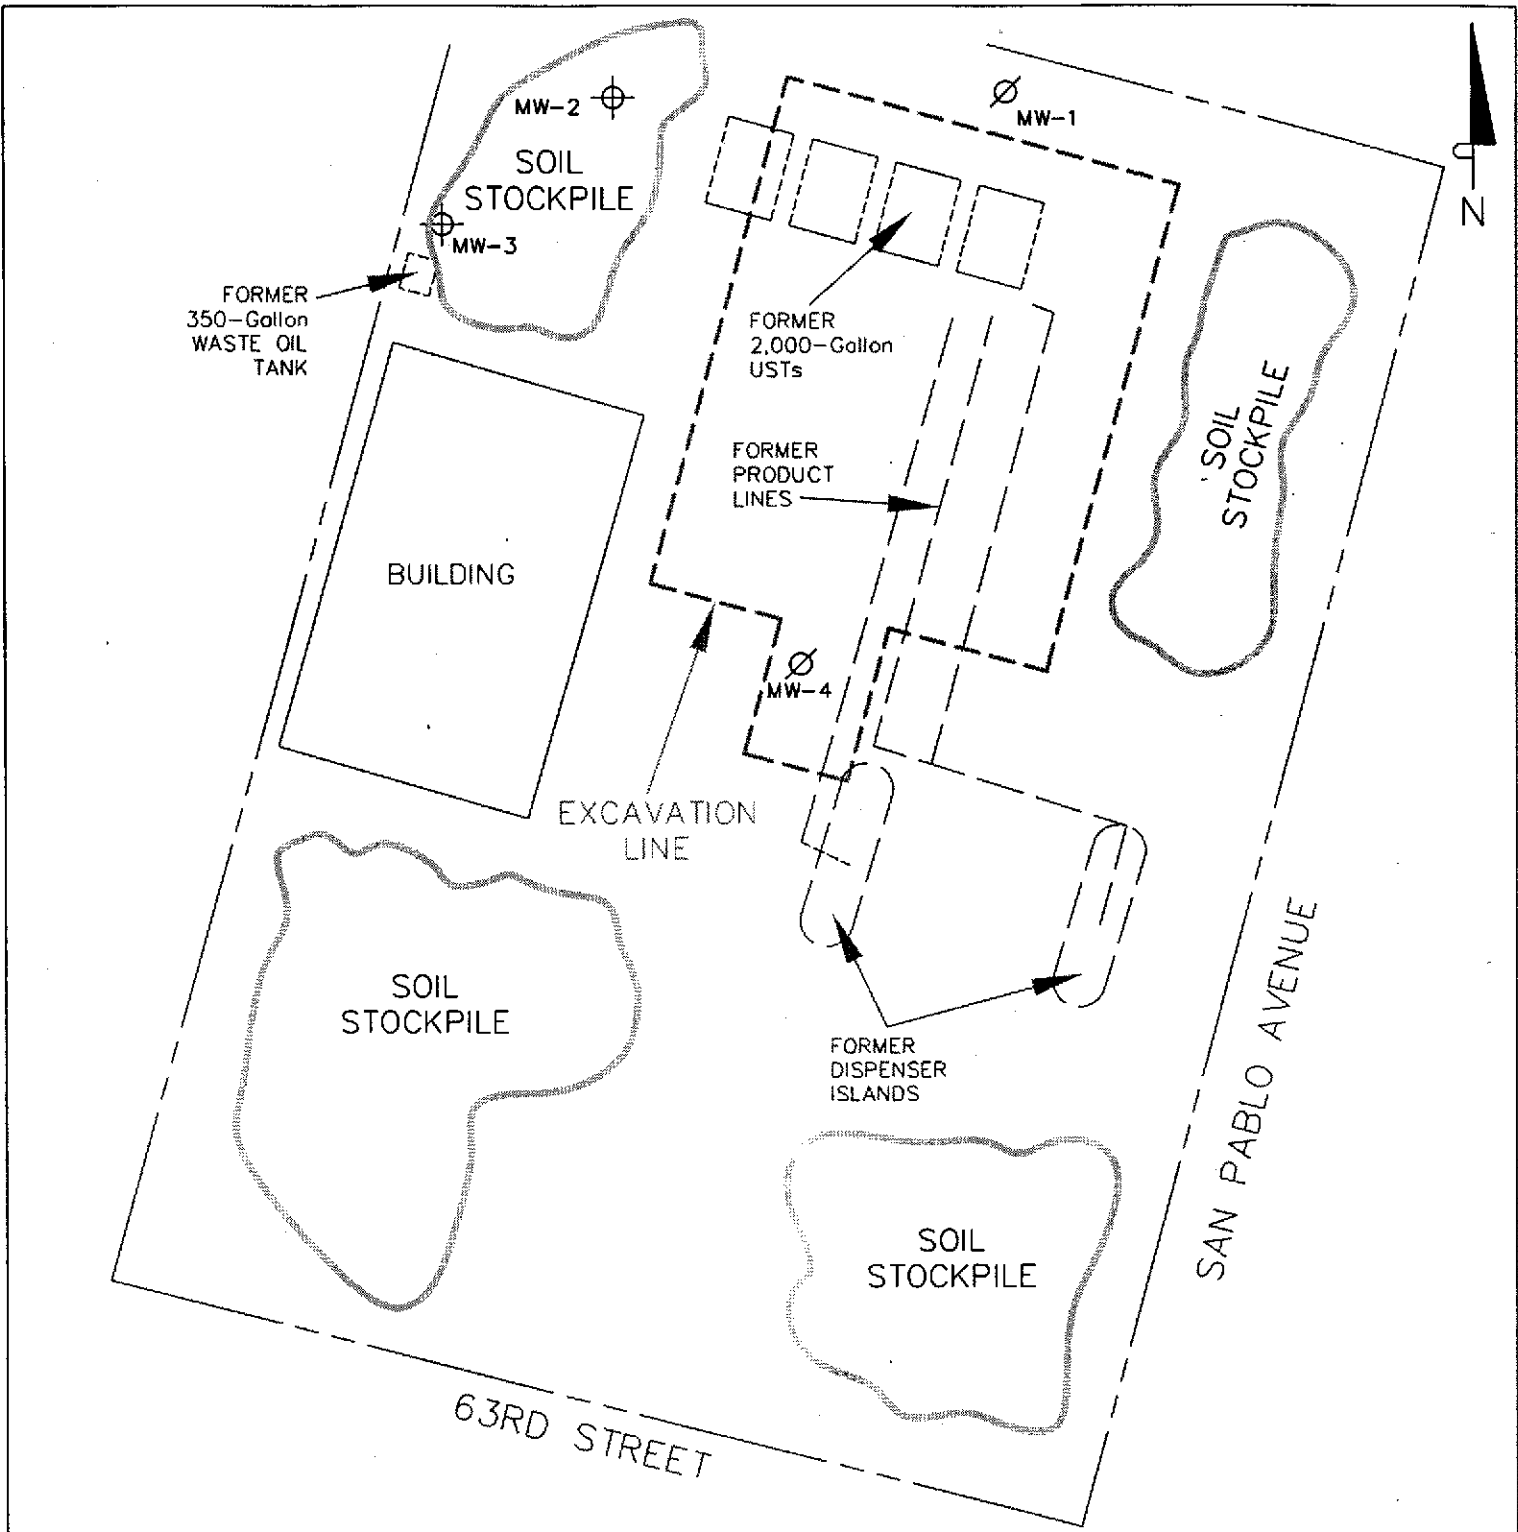 MW-2
MW-1
SOIL
STOCKPILE
N
MW-3
FORMER
350-Gallon
WASTE OIL
TANK
FORMER
2,000-Gallon
USTs
SOIL
STOCKPILE
FORMER
PRODUCT
LINES
BUILDING
MW-4
EXCAVATION
LINE
SOIL
STOCKPILE
FORMER
DISPENSER
ISLANDS
SAN PABLO AVENUE
SOIL
STOCKPILE
63RD STREET